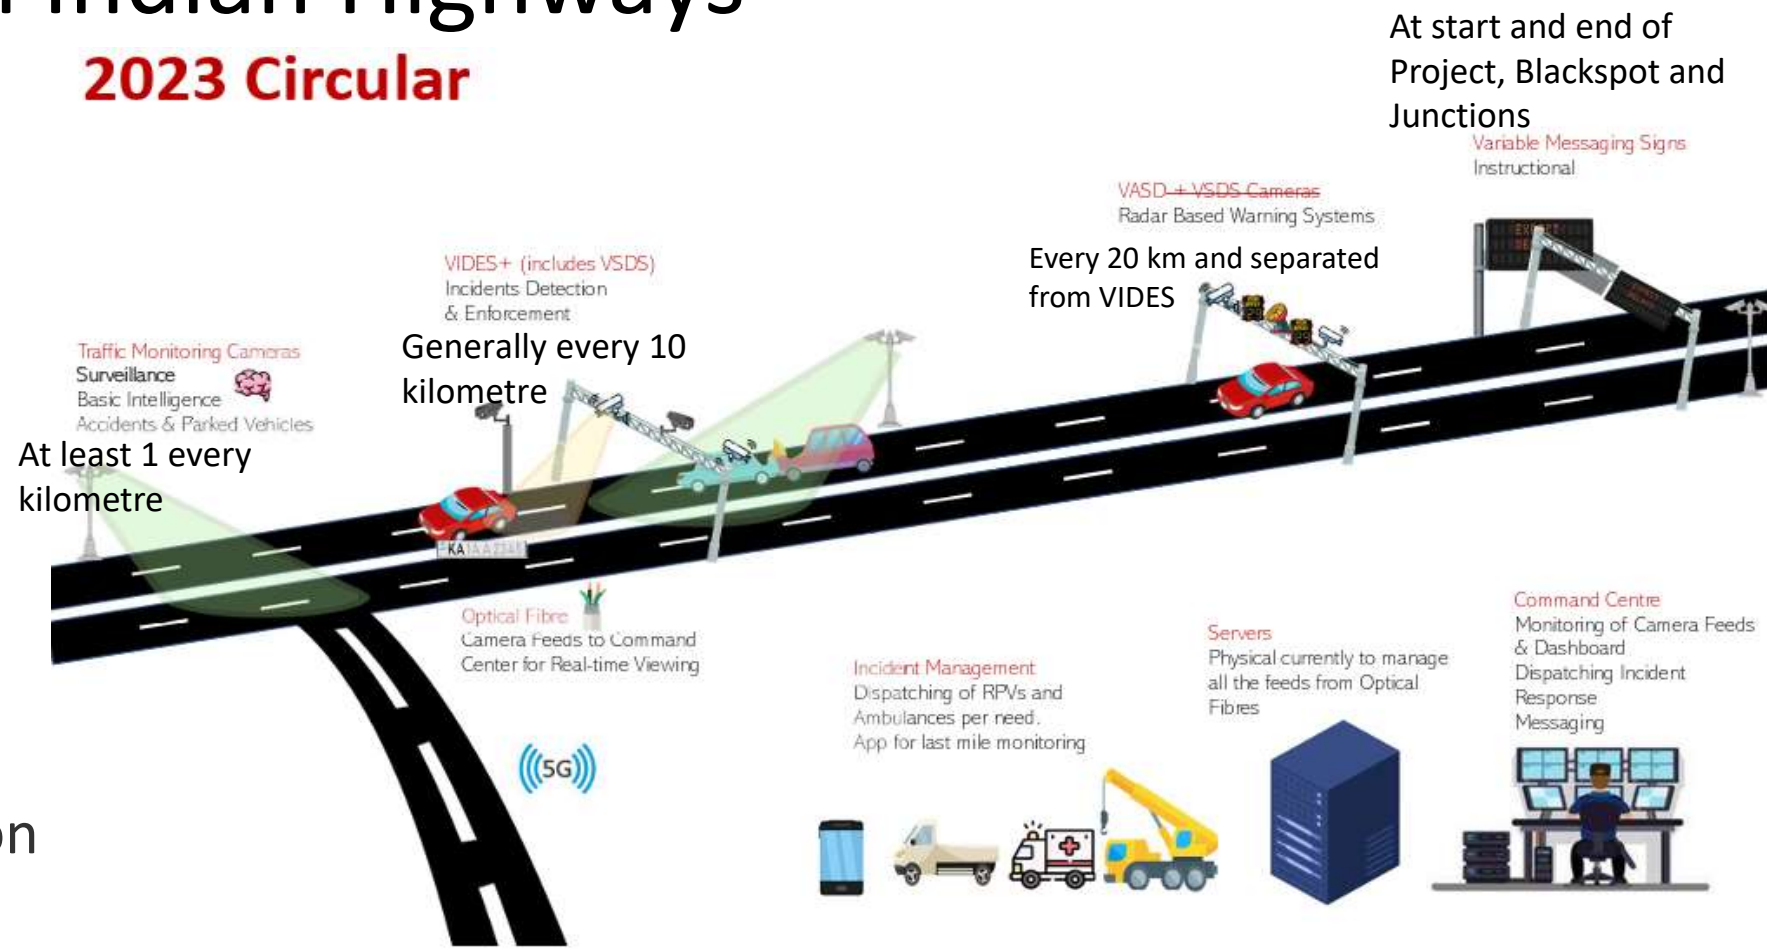 Indian Highways
2023 Circular
At start and end of
Project, Blackspot and
Junctions
Variable Messaging Signs
Instructional
VASD + VSDS Cameras
Radar Based Warning Systems
Every 20 km and separated
from VIDES
VIDES+ (includes VSDS)
Incidents Detection
& Enforcement
Generally every 10
kilometre
Traffic Monitoring Cameras
Surveillance
Basic Intelligence
Accidents & Parked Vehicles
At least 1 every
kilometre
Optical Fibre
Camera Feeds to Command
Center for Real-time Viewing
Incident Management
Dispatching of RPVs and
Ambulances per need.
App for last mile monitoring
Servers
Physical currently to manage
all the feeds from Optical
Fibres
Command Centre
Monitoring of Camera Feeds
& Dashboard
Dispatching Incident
Response
Messaging
5G
on